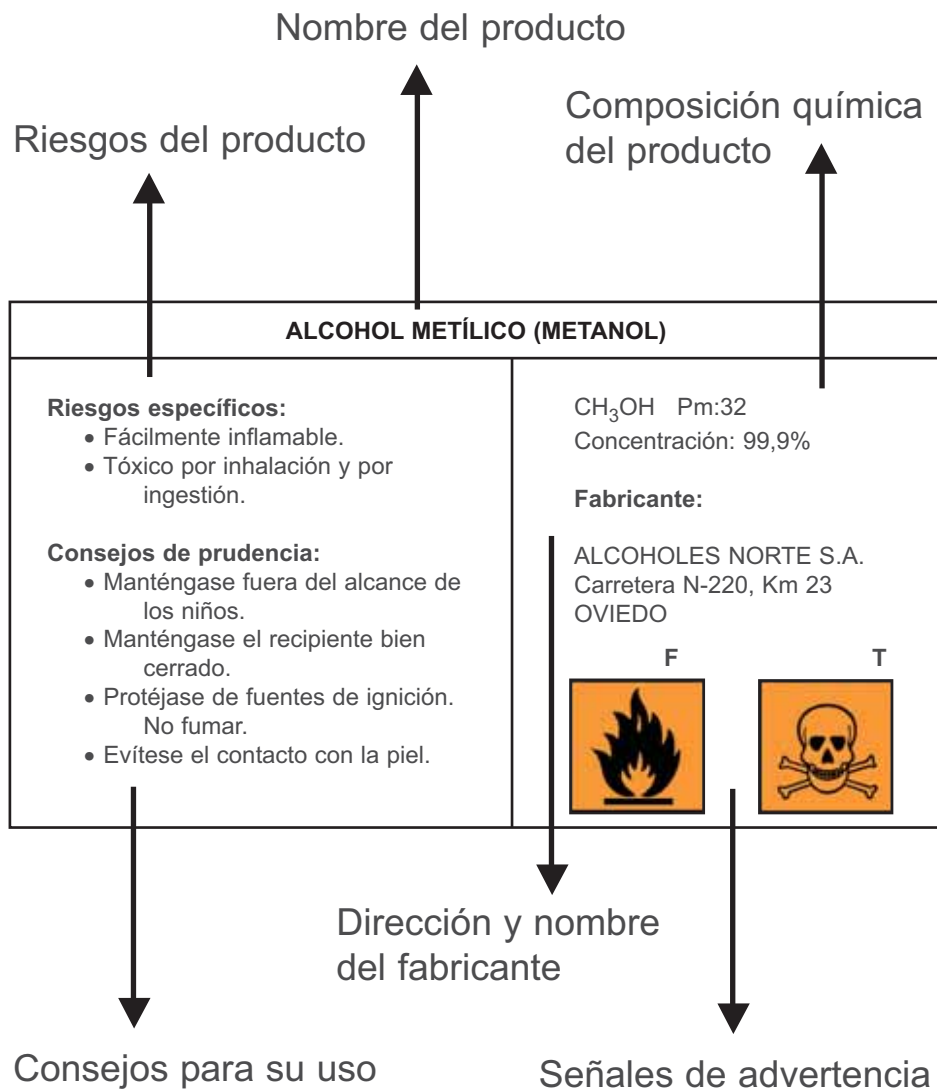 Nombre del producto
Riesgos del producto
Composición química
del producto
ALCOHOL METÍLICO (METANOL)
Riesgos específicos:
• Fácilmente inflamable.
• Tóxico por inhalación y por
ingestión.
Consejos de prudencia:
• Manténgase fuera del alcance de
los niños.
• Manténgase el recipiente bien
cerrado.
• Protéjase de fuentes de ignición.
No fumar.
• Evítese el contacto con la piel.
CH₃OH Pm:32
Concentración: 99,9%
Fabricante:
ALCOHOLES NORTE S.A.
Carretera N-220, Km 23
OVIEDO
F T
Dirección y nombre
del fabricante
Consejos para su uso
Señales de advertencia